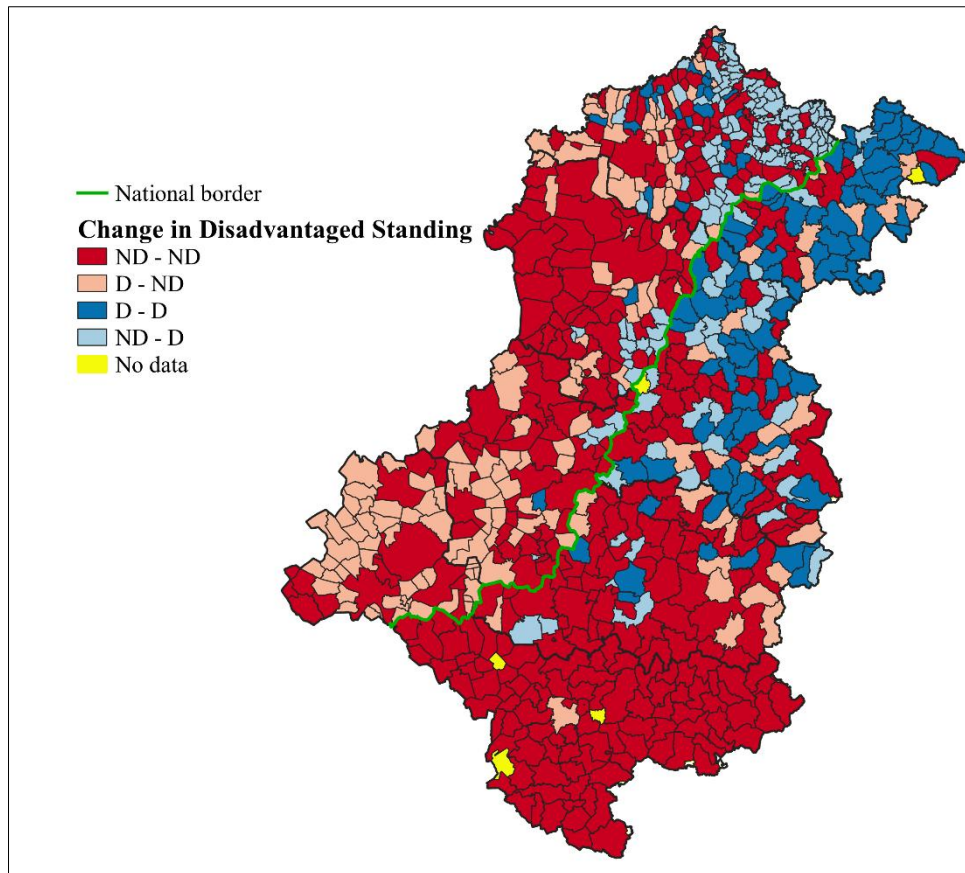 National border
Change in Disadvantaged Standing
ND - ND
D - ND
D - D
ND - D
No data